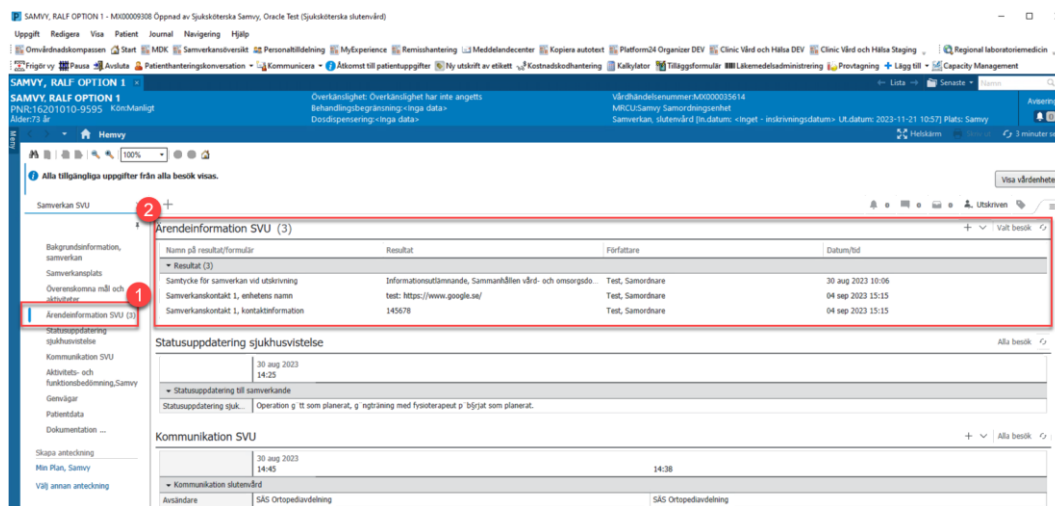 SAMVY, RALF OPTION 1 - MX00009308 Öppnad av Sjuksköterska Samvy, Oracle Test (Sjuksköterska slutenvård)
Uppgift Redigera Visa Patient Journal Navigering Hjälp
Omvårdnadskompassen Start MDK Samverkansöversikt Personaltilldelning MyExperience Remisshantering Meddelandecenter Kopiera autotext Platform24 Organizer DEV Clinic Vård och Hälsa DEV Clinic Vård och Hälsa Staging Regional laboratoriemedicin
Frigör vy Pausa Avsluta Patienthanteringskonversation Kommunicera Åtkomst till patientuppgifter Ny utskrift av etikett Kostnadskodhantering Kalkylator Tilläggsformulär Läkemedelsadministrering Provtagning Lägg till Capacity Management
SAMVY, RALF OPTION 1 × Lista Senaste Namn
SAMVY, RALF OPTION 1 Överkänslighet: Överkänslighet har inte angetts Vårdhändelsenummer:MX000035614
PNR:16201010-9595 Kön:Manligt Behandlingsbegränsning:<Inga data> MRCU:Samvy Samordningsenhet Avisering
Ålder:73 år Dosdispensering:<Inga data> Samverkan, slutenvård [In.datum: <Inget - inskrivningsdatum> Ut.datum: 2023-11-21 10:57] Plats: Samvy
Meny Hemvy Helskärm Skriv ut 3 minuter se
100%
Alla tillgängliga uppgifter från alla besök visas. Visa vårdenhete
Samverkan SVU 2 + 0 0 0 Utskriven
Ärendeinformation SVU (3) + Valt besök
Bakgrundsinformation, samverkan
Samverkansplats
Överenskomna mål och aktiviteter
1
Ärendeinformation SVU (3)
Statusuppdatering sjukhusvistelse
Kommunikation SVU
Aktivitets- och funktionsbedömning,Samvy
Genvägar
Patientdata
Dokumentation ...
Skapa anteckning
Min Plan, Samvy
Välj annan anteckning
Namn på resultat/formulär Resultat Författare Datum/tid
Resultat (3)
Samtycke för samverkan vid utskrivning Informationsutlämnande, Sammanhållen vård- och omsorgsdo... Test, Samordnare 30 aug 2023 10:06
Samverkanskontakt 1, enhetens namn test: https://www.google.se/ Test, Samordnare 04 sep 2023 15:15
Samverkanskontakt 1, kontaktinformation 145678 Test, Samordnare 04 sep 2023 15:15
Statusuppdatering sjukhusvistelse Alla besök
30 aug 2023
14:25
Statusuppdatering till samverkande
Statusuppdatering sjuk... Operation g¨tt som planerat, g¨ngträning med fysioterapeut p¨börjat som planerat.
Kommunikation SVU + Alla besök
30 aug 2023
14:45 14:38
Kommunikation slutenvård
Avsändare SÄS Ortopediavdelning SÄS Ortopediavdelning